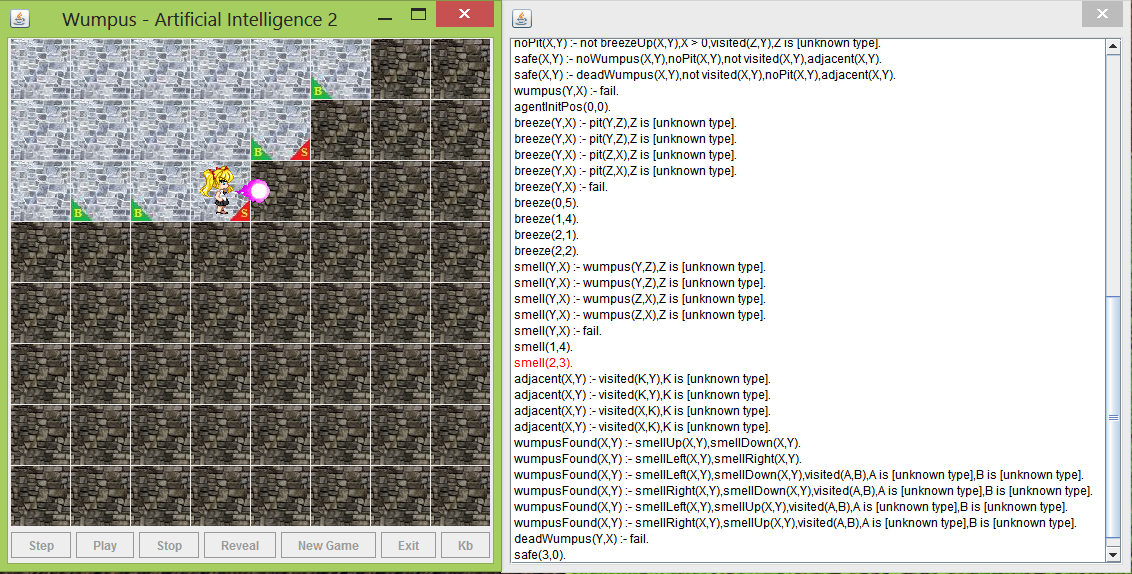 Wumpus - Artificial Intelligence 2
B
B S
B B S
Step Play Stop Reveal New Game Exit Kb
noPit(X,Y) :- not breezeUp(X,Y),X > 0,visited(Z,Y),Z is [unknown type].
safe(X,Y) :- noWumpus(X,Y),noPit(X,Y),not visited(X,Y),adjacent(X,Y).
safe(X,Y) :- deadWumpus(X,Y),not visited(X,Y),noPit(X,Y),adjacent(X,Y).
wumpus(Y,X) :- fail.
agentInitPos(0,0).
breeze(Y,X) :- pit(Y,Z),Z is [unknown type].
breeze(Y,X) :- pit(Y,Z),Z is [unknown type].
breeze(Y,X) :- pit(Z,X),Z is [unknown type].
breeze(Y,X) :- pit(Z,X),Z is [unknown type].
breeze(Y,X) :- fail.
breeze(0,5).
breeze(1,4).
breeze(2,1).
breeze(2,2).
smell(Y,X) :- wumpus(Y,Z),Z is [unknown type].
smell(Y,X) :- wumpus(Y,Z),Z is [unknown type].
smell(Y,X) :- wumpus(Z,X),Z is [unknown type].
smell(Y,X) :- wumpus(Z,X),Z is [unknown type].
smell(Y,X) :- fail.
smell(1,4).
smell(2,3).
adjacent(X,Y) :- visited(K,Y),K is [unknown type].
adjacent(X,Y) :- visited(K,Y),K is [unknown type].
adjacent(X,Y) :- visited(X,K),K is [unknown type].
adjacent(X,Y) :- visited(X,K),K is [unknown type].
wumpusFound(X,Y) :- smellUp(X,Y),smellDown(X,Y).
wumpusFound(X,Y) :- smellLeft(X,Y),smellRight(X,Y).
wumpusFound(X,Y) :- smellLeft(X,Y),smellDown(X,Y),visited(A,B),A is [unknown type],B is [unknown type].
wumpusFound(X,Y) :- smellRight(X,Y),smellDown(X,Y),visited(A,B),A is [unknown type],B is [unknown type].
wumpusFound(X,Y) :- smellLeft(X,Y),smellUp(X,Y),visited(A,B),A is [unknown type],B is [unknown type].
wumpusFound(X,Y) :- smellRight(X,Y),smellUp(X,Y),visited(A,B),A is [unknown type],B is [unknown type].
deadWumpus(Y,X) :- fail.
safe(3,0).